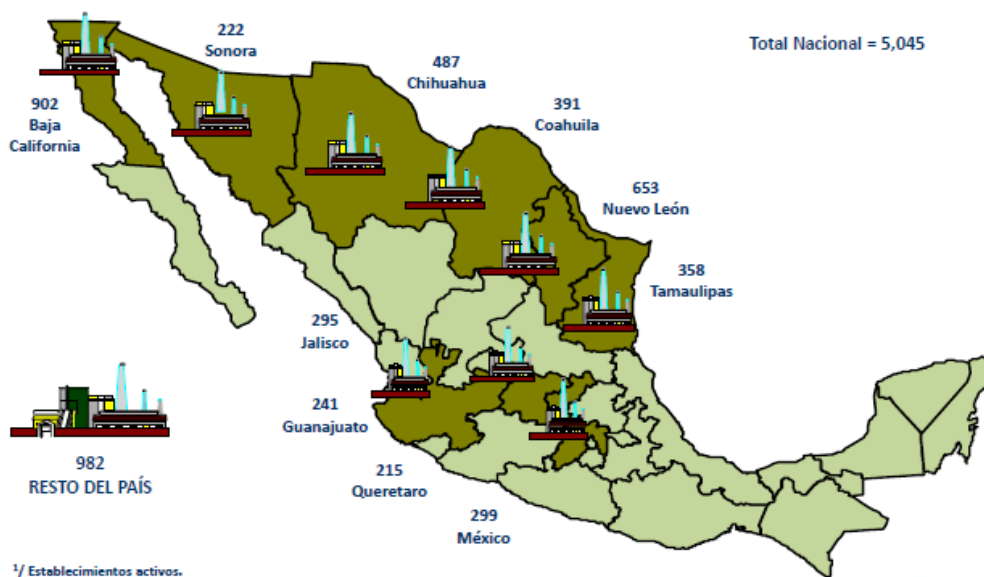 222
Sonora
Total Nacional = 5,045
487
Chihuahua
391
Coahuila
902
Baja
California
653
Nuevo León
358
Tamaulipas
295
Jalisco
241
Guanajuato
982
RESTO DEL PAÍS
215
Queretaro
299
México
1/ Establecimientos activos.